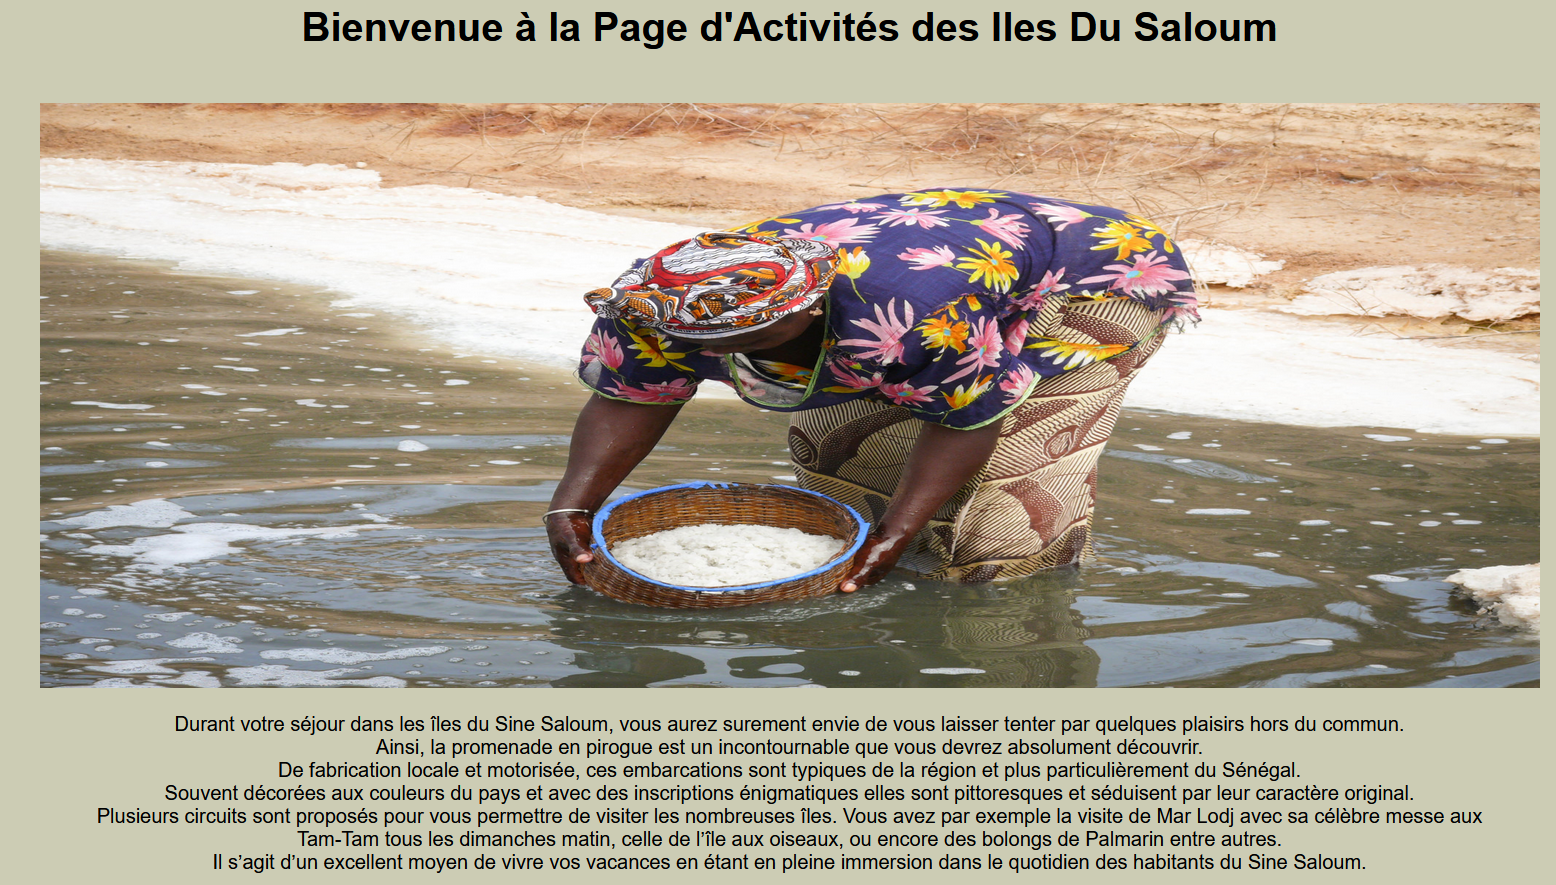 Bienvenue à la Page d'Activités des Iles Du Saloum
Durant votre séjour dans les îles du Sine Saloum, vous aurez surement envie de vous laisser tenter par quelques plaisirs hors du commun.
Ainsi, la promenade en pirogue est un incontournable que vous devrez absolument découvrir.
De fabrication locale et motorisée, ces embarcations sont typiques de la région et plus particulièrement du Sénégal.
Souvent décorées aux couleurs du pays et avec des inscriptions énigmatiques elles sont pittoresques et séduisent par leur caractère original.
Plusieurs circuits sont proposés pour vous permettre de visiter les nombreuses îles. Vous avez par exemple la visite de Mar Lodj avec sa célèbre messe aux
Tam-Tam tous les dimanches matin, celle de l’île aux oiseaux, ou encore des bolongs de Palmarin entre autres.
Il s’agit d’un excellent moyen de vivre vos vacances en étant en pleine immersion dans le quotidien des habitants du Sine Saloum.